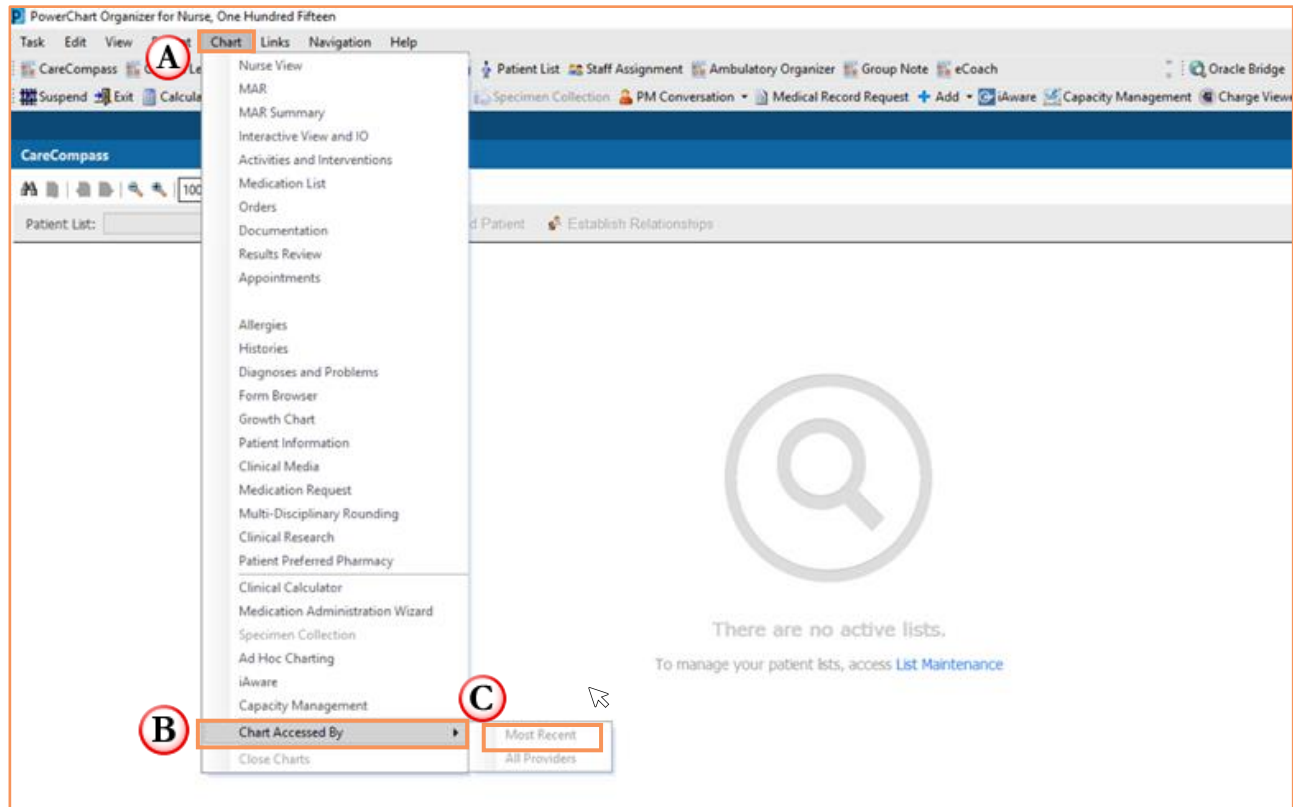 PowerChart Organizer for Nurse, One Hundred Fifteen
Task Edit View Chart Links Navigation Help
A
CareCompass Patient List Staff Assignment Ambulatory Organizer Group Note eCoach Oracle Bridge
Suspend Exit Calcula Specimen Collection PM Conversation Medical Record Request Add iAware Capacity Management Charge View
CareCompass
100
Patient List: d Patient Establish Relationships
Nurse View
MAR
MAR Summary
Interactive View and IO
Activities and Interventions
Medication List
Orders
Documentation
Results Review
Appointments
Allergies
Histories
Diagnoses and Problems
Form Browser
Growth Chart
Patient Information
Clinical Media
Medication Request
Multi-Disciplinary Rounding
Clinical Research
Patient Preferred Pharmacy
Clinical Calculator
Medication Administration Wizard
Specimen Collection
Ad Hoc Charting
iAware
Capacity Management
B
Chart Accessed By
Close Charts
C
Most Recent
All Providers
There are no active lists.
To manage your patient lists, access List Maintenance